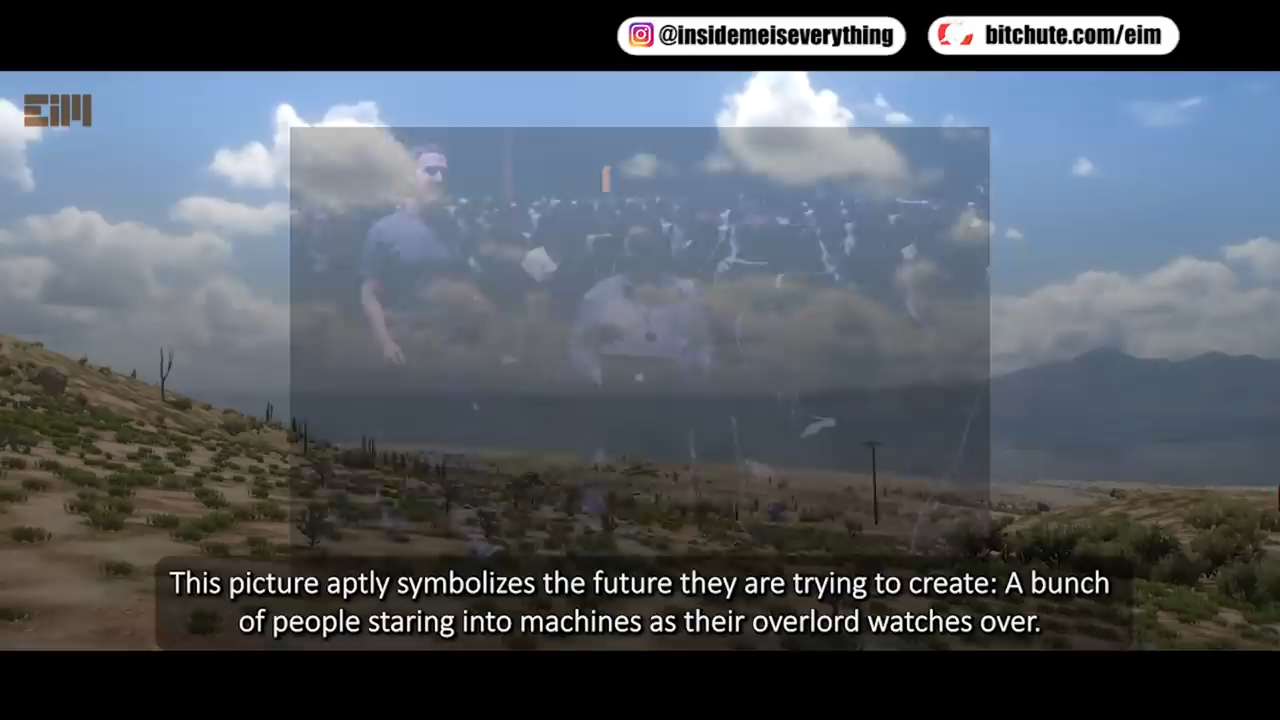 @insidemeiseverything
bitchute.com/eim
EiM
This picture aptly symbolizes the future they are trying to create: A bunch
of people staring into machines as their overlord watches over.